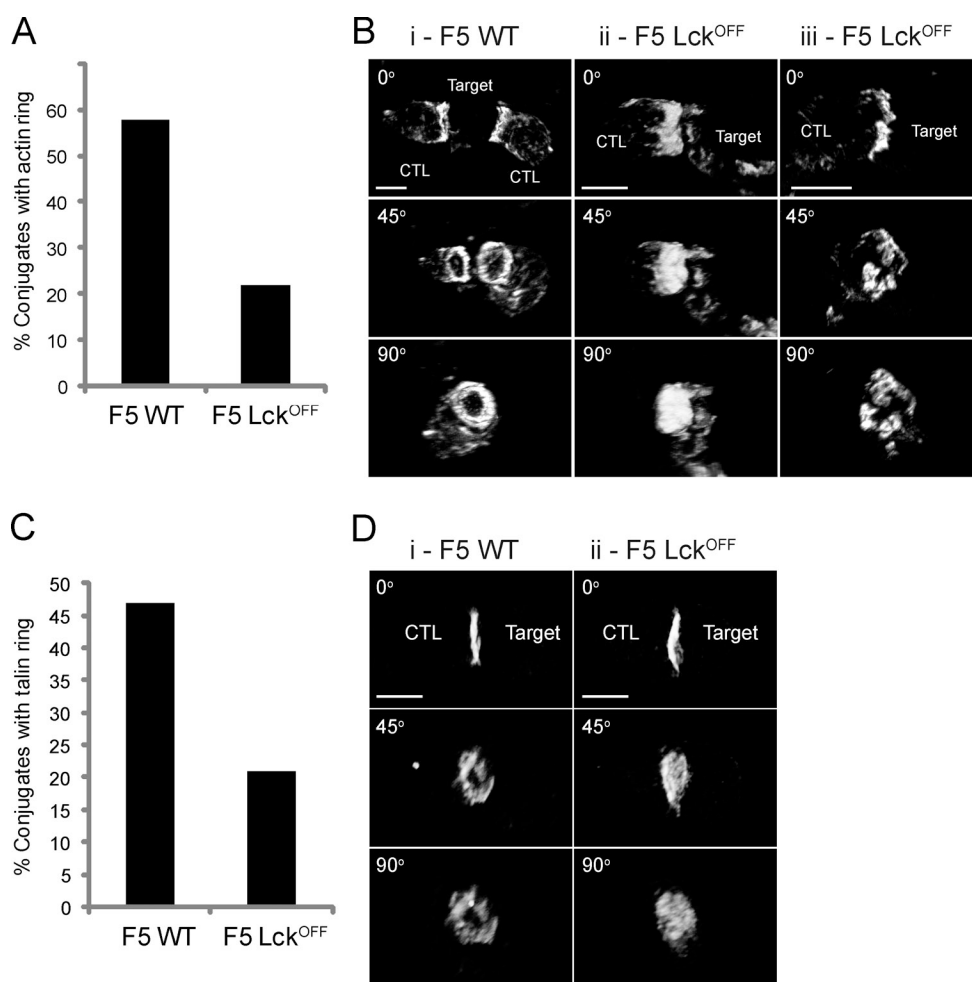 A
% Conjugates with actin ring
60
50
40
30
20
10
0
F5 WT
F5 Lck^OFF
B
i - F5 WT
ii - F5 Lck^OFF
iii - F5 Lck^OFF
0°
Target
CTL
CTL
0°
CTL
Target
0°
CTL
Target
45°
45°
45°
90°
90°
90°
C
% Conjugates with talin ring
50
45
40
35
30
25
20
15
10
5
0
F5 WT
F5 Lck^OFF
D
i - F5 WT
ii - F5 Lck^OFF
0°
CTL
Target
0°
CTL
Target
45°
45°
90°
90°